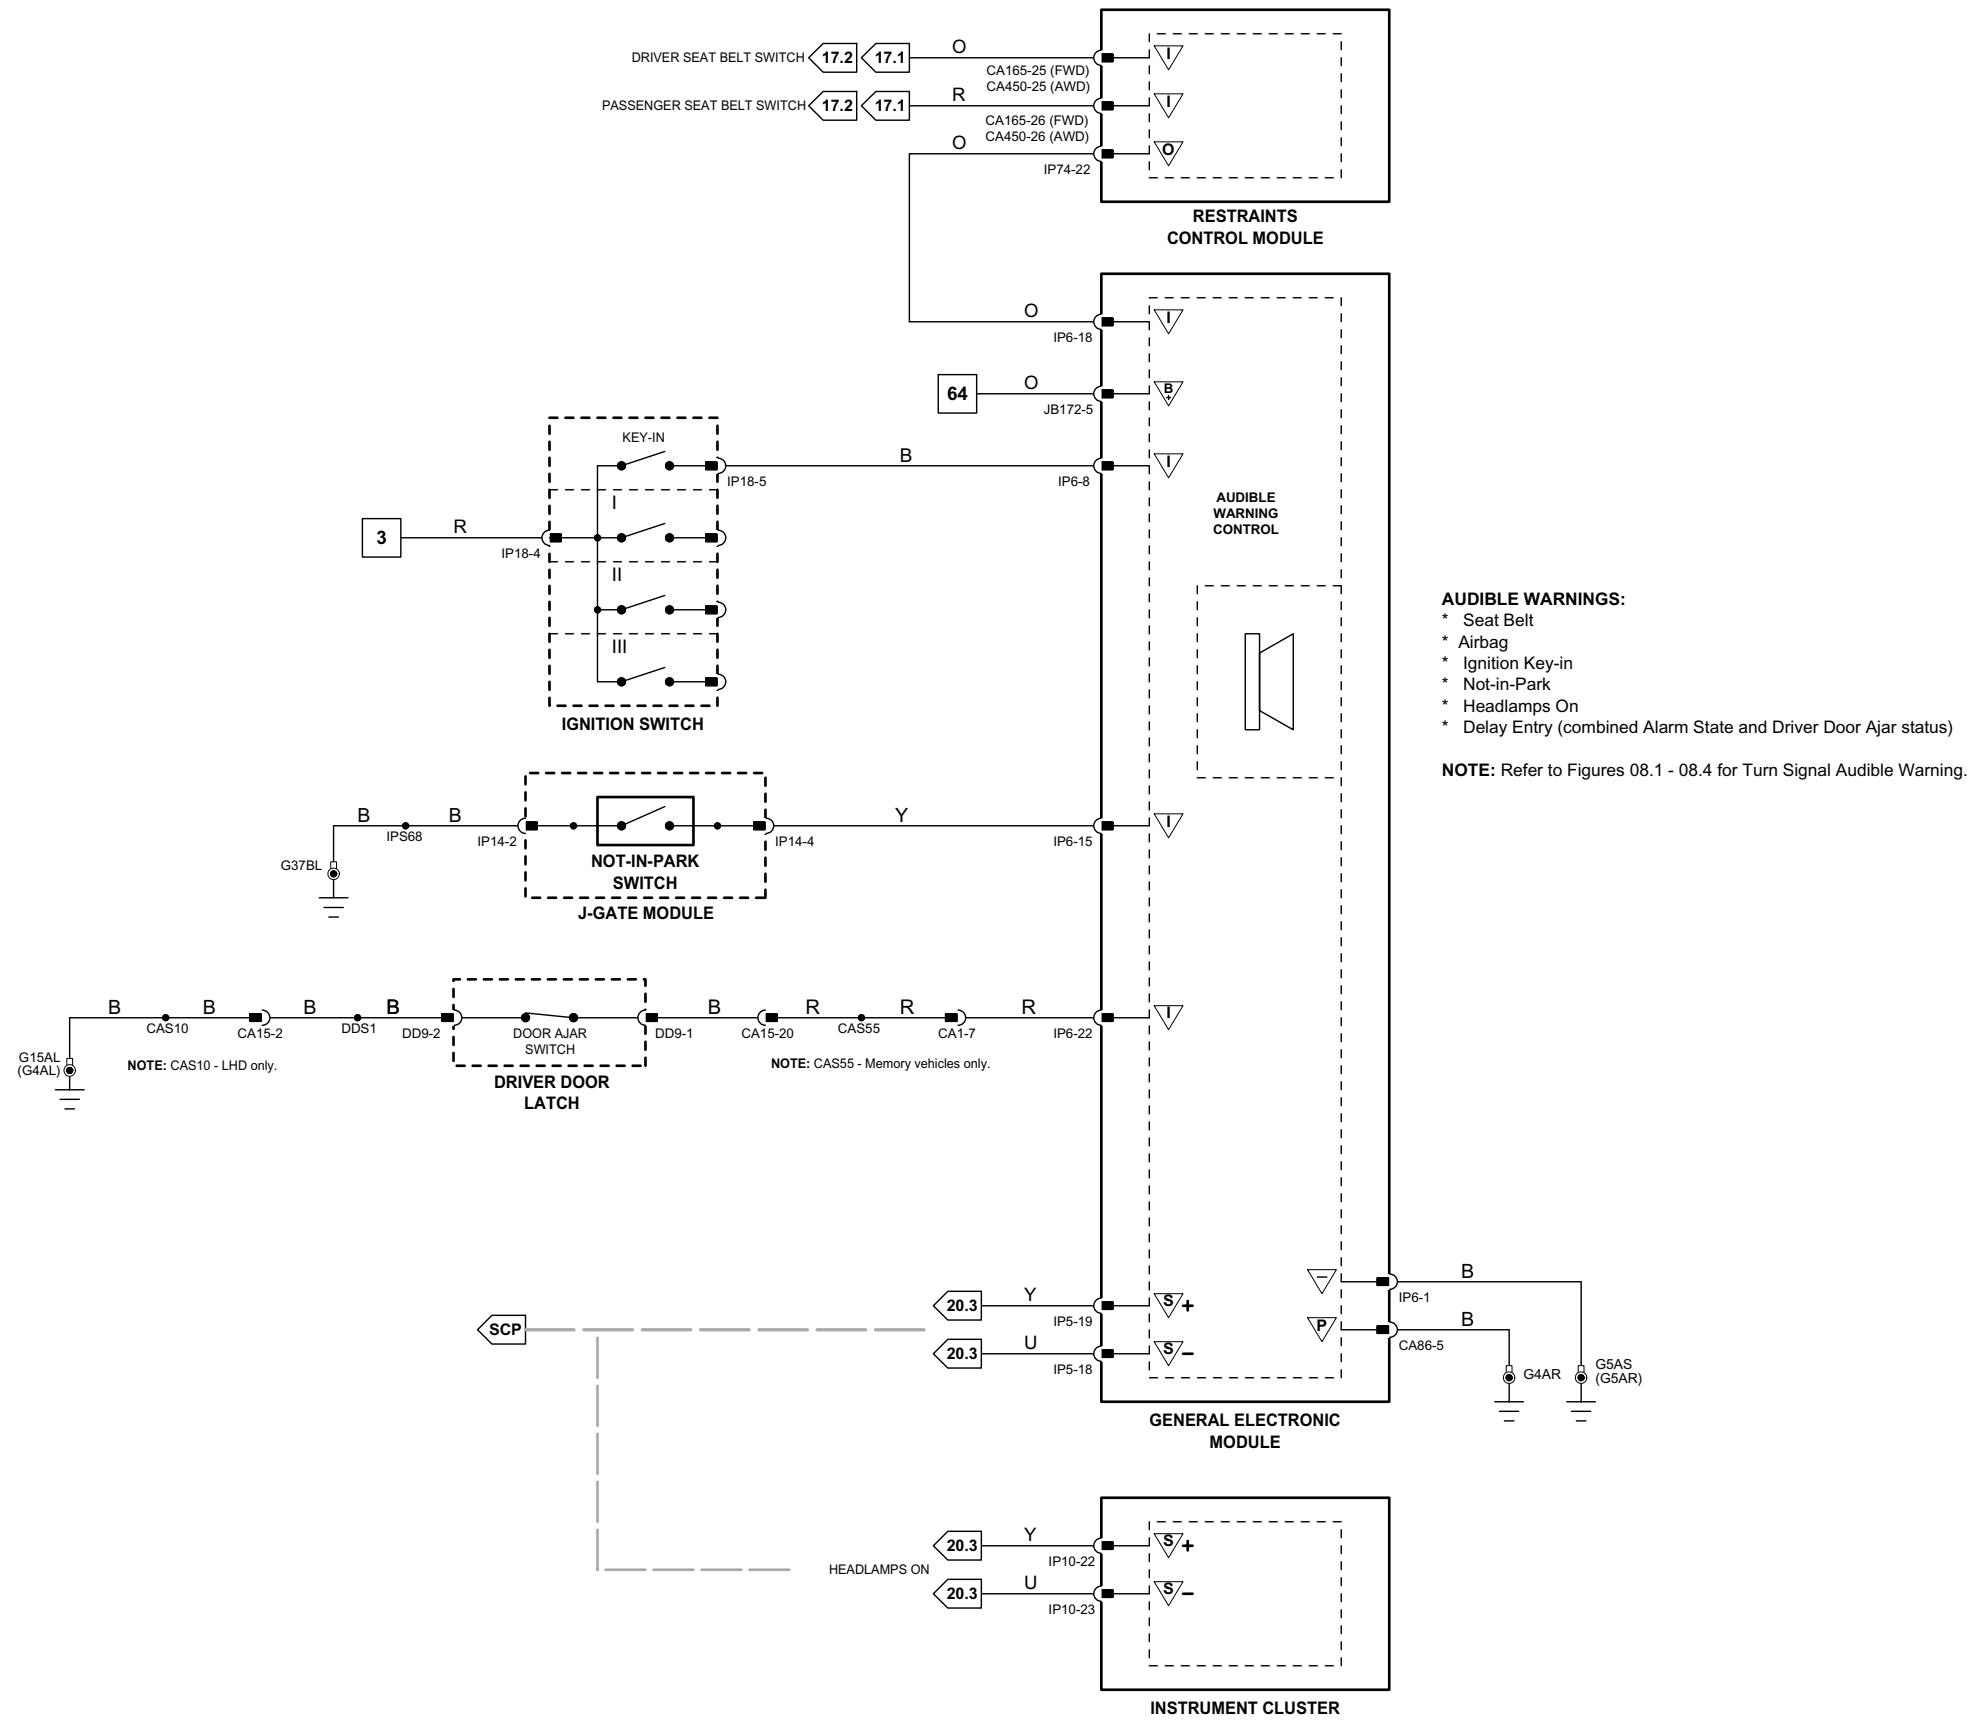 DRIVER SEAT BELT SWITCH 17.2 17.1 O I
CA165-25 (FWD)
CA450-25 (AWD)
PASSENGER SEAT BELT SWITCH 17.2 17.1 R I
CA165-26 (FWD)
CA450-26 (AWD)
O O
IP74-22
RESTRAINTS
CONTROL MODULE
O I
IP6-18
64 O B+
JB172-5
KEY-IN
B I
IP18-5 IP6-8
AUDIBLE
WARNING
CONTROL
I
3 R
IP18-4
II
III
IGNITION SWITCH
AUDIBLE WARNINGS:
* Seat Belt
* Airbag
* Ignition Key-in
* Not-in-Park
* Headlamps On
* Delay Entry (combined Alarm State and Driver Door Ajar status)
NOTE: Refer to Figures 08.1 - 08.4 for Turn Signal Audible Warning.
B B Y I
IPS68 IP14-2 IP14-4 IP6-15
NOT-IN-PARK
SWITCH
G37BL
J-GATE MODULE
B B B B B R R R I
CAS10 CA15-2 DDS1 DD9-2 DOOR AJAR
SWITCH
DD9-1 CA15-20 CAS55 CA1-7 IP6-22
G15AL
(G4AL)
NOTE: CAS10 - LHD only.
NOTE: CAS55 - Memory vehicles only.
DRIVER DOOR
LATCH
– B
IP6-1
20.3 Y S +
IP5-19
SCP
P B
CA86-5
20.3 U S –
IP5-18
G4AR
G5AS
(G5AR)
GENERAL ELECTRONIC
MODULE
20.3 Y S +
IP10-22
HEADLAMPS ON
20.3 U S –
IP10-23
INSTRUMENT CLUSTER